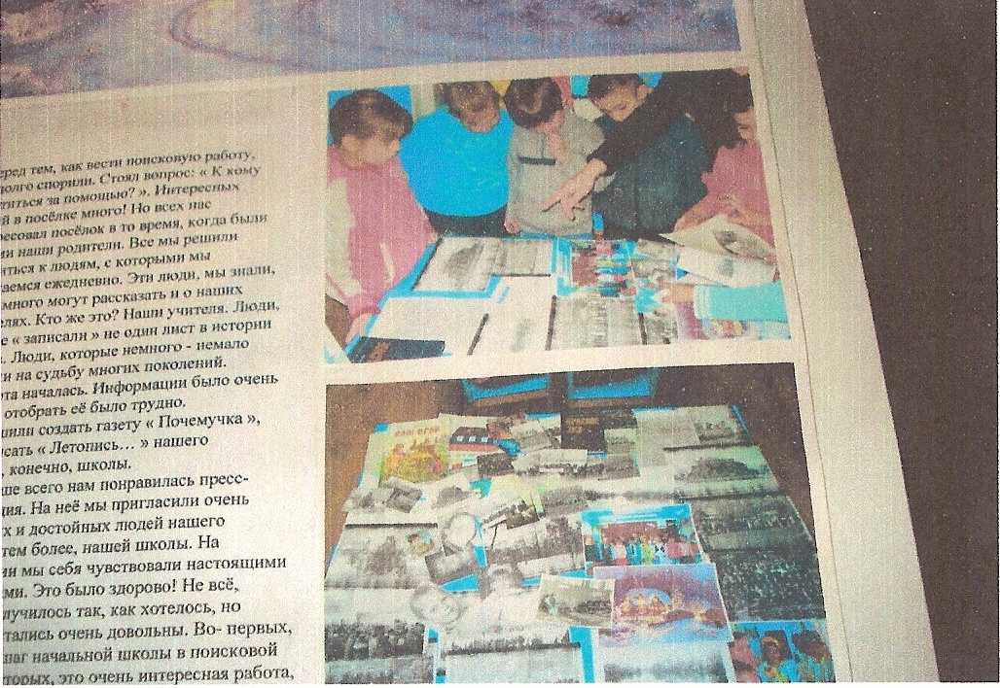 еред тем, как вести поисковую работу,
долго спорили. Стоял вопрос: « К кому
титься за помощью? ». Интересных
й в посёлке много! Но всех нас
ресовал посёлок в то время, когда были
ми наши родители. Все мы решили
иться к людям, с которыми мы
аемся ежедневно. Эти люди, мы знали,
много могут рассказать и о наших
елях. Кто же это? Наши учителя. Люди,
е « записали » не один лист в истории
. Люди, которые немного - немало
и на судьбу многих поколений.
ота началась. Информации было очень
отобрать её было трудно.
шили создать газету « Почемучка »,
сать « Летопись… » нашего
, конечно, школы.
ше всего нам понравилась пресс-
ция. На неё мы пригласили очень
х и достойных людей нашего
тем более, нашей школы. На
ни мы себя чувствовали настоящими
ми. Это было здорово! Не всё,
лучилось так, как хотелось, но
тались очень довольны. Во- первых,
шаг начальной школы в поисковой
торых, это очень интересная работа,